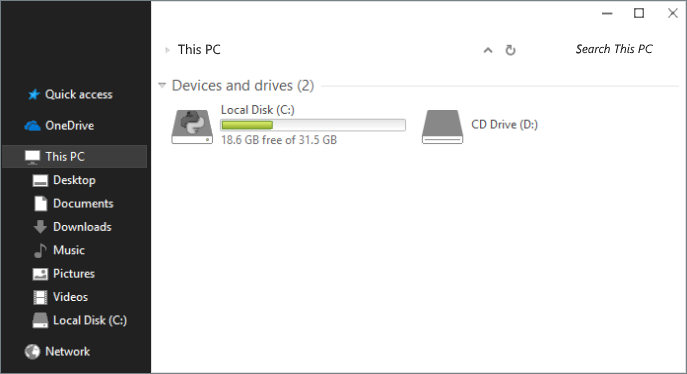 This PC
Search This PC
Devices and drives (2)
Local Disk (C:)
18.6 GB free of 31.5 GB
CD Drive (D:)
Quick access
OneDrive
This PC
Desktop
Documents
Downloads
Music
Pictures
Videos
Local Disk (C:)
Network